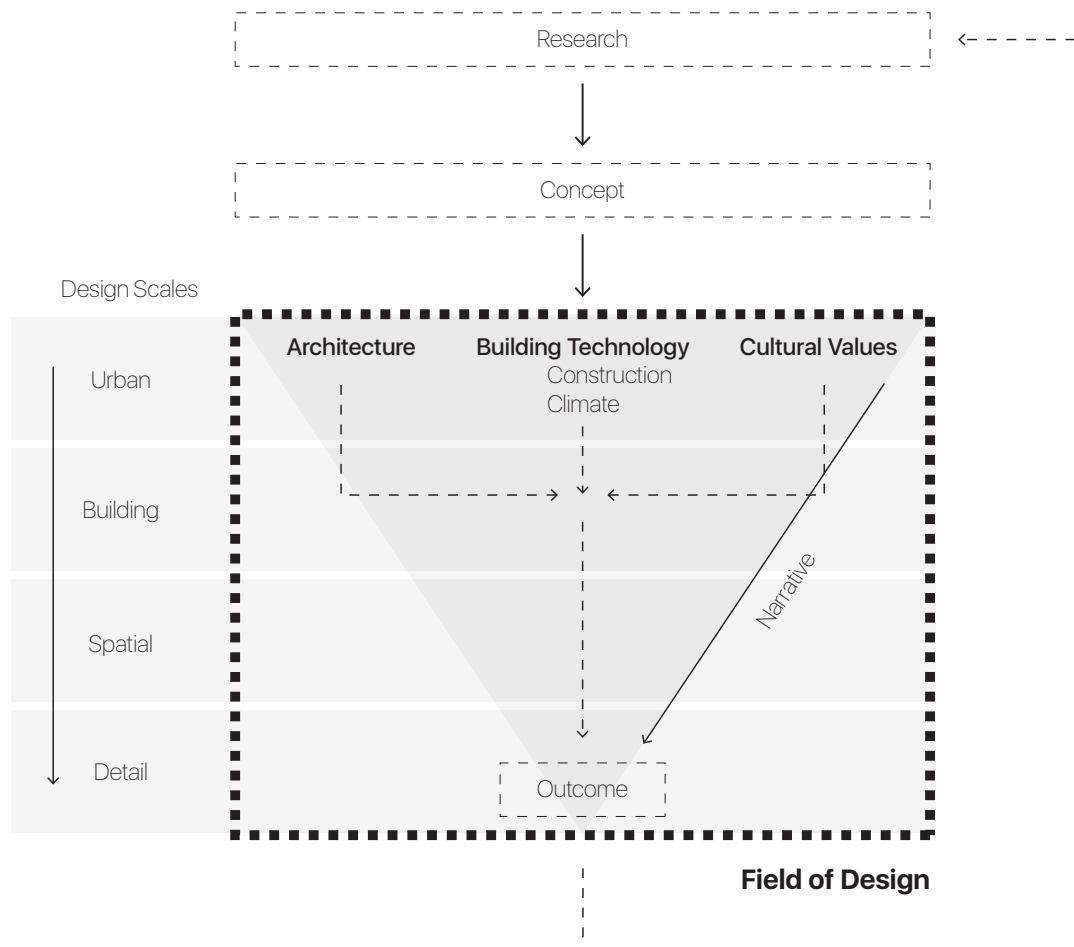 Research
Concept
Design Scales
Architecture
Building Technology
Cultural Values
Construction
Climate
Urban
Building
Narrative
Spatial
Detail
Outcome
Field of Design